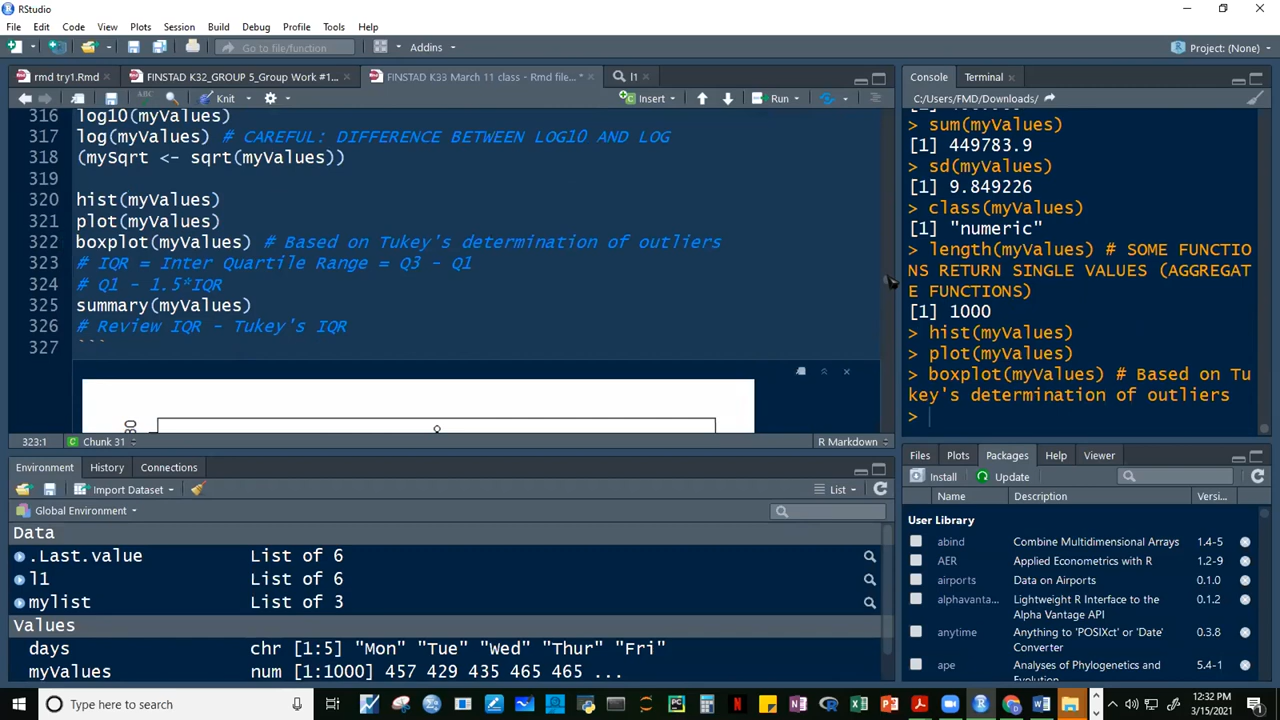 RStudio
File Edit Code View Plots Session Build Debug Profile Tools Help
Go to file/function Addins Project: (None)
rmd try1.Rmd FINSTAD K32_GROUP 5_Group Work #1... FINSTAD K33 March 11 class - Rmd file... * l1
ABC Knit Insert Run
316 log10(myValues)
317 log(myValues) # CAREFUL: DIFFERENCE BETWEEN LOG10 AND LOG
318 (mySqrt <- sqrt(myValues))
319
320 hist(myValues)
321 plot(myValues)
322 boxplot(myValues) # Based on Tukey's determination of outliers
323 # IQR = Inter Quartile Range = Q3 - Q1
324 # Q1 - 1.5*IQR
325 summary(myValues)
326 # Review IQR - Tukey's IQR
327 ```
323:1 Chunk 31 R Markdown
Environment History Connections
Import Dataset List
Global Environment
Data
.Last.value List of 6
l1 List of 6
mylist List of 3
Values
days chr [1:5] "Mon" "Tue" "Wed" "Thur" "Fri"
myValues num [1:1000] 457 429 435 465 465 ...
Console Terminal
C:/Users/FMD/Downloads/
> sum(myValues)
[1] 449783.9
> sd(myValues)
[1] 9.849226
> class(myValues)
[1] "numeric"
> length(myValues) # SOME FUNCTIO
NS RETURN SINGLE VALUES (AGGREGAT
E FUNCTIONS)
[1] 1000
> hist(myValues)
> plot(myValues)
> boxplot(myValues) # Based on Tu
key's determination of outliers
>
Files Plots Packages Help Viewer
Install Update
Name Description Versi...
User Library
abind Combine Multidimensional Arrays 1.4-5
AER Applied Econometrics with R 1.2-9
airports Data on Airports 0.1.0
alphavanta... Lightweight R Interface to the 0.1.2
Alpha Vantage API
anytime Anything to 'POSIXct' or 'Date' 0.3.8
Converter
ape Analyses of Phylogenetics and 5.4-1
Evolution
Type here to search
12:32 PM
3/15/2021